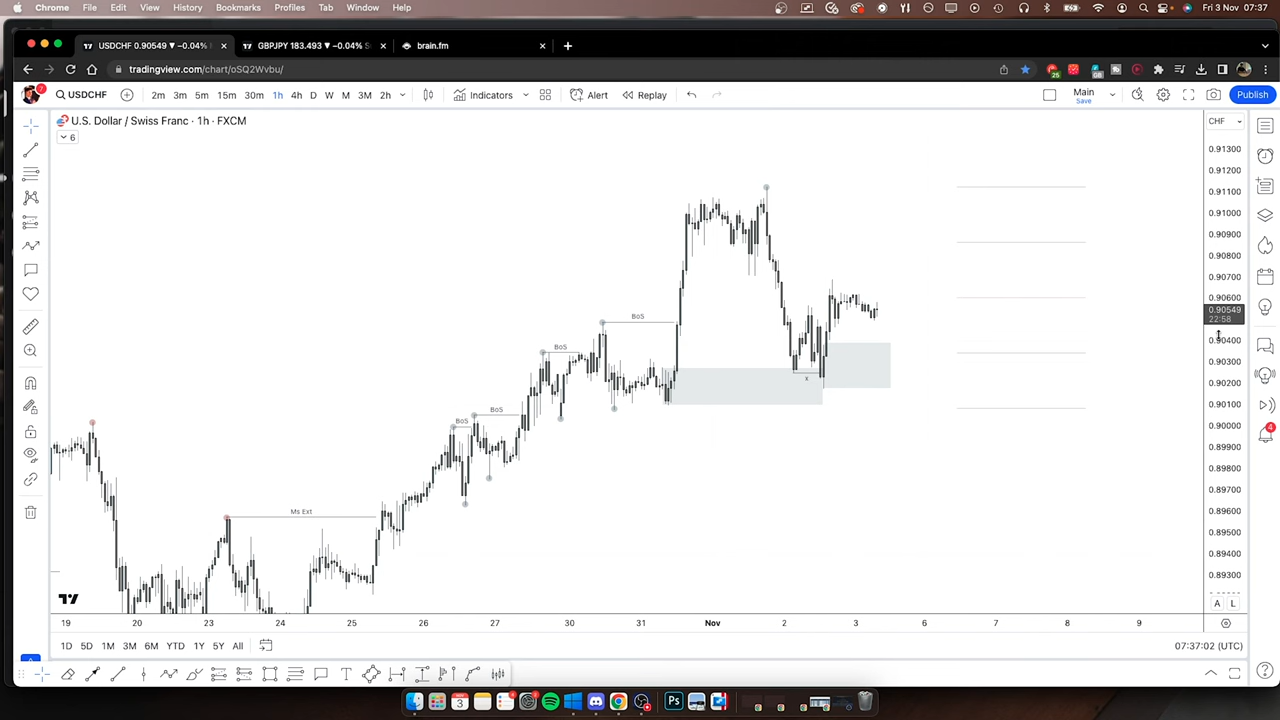 Chrome File Edit View History Bookmarks Profiles Tab Window Help Fri 3 Nov 07:37
USDCHF 0.90549 ▼ −0.04% GBPJPY 183.493 ▼ −0.04% brain.fm
tradingview.com/chart/oSQ2Wvbu/
USDCHF 2m 3m 5m 15m 30m 1h 4h D W M 3M 2h Indicators Alert Replay Main Save Publish
U.S. Dollar / Swiss Franc · 1h · FXCM CHF
6
0.91300
0.91200
0.91100
0.91000
0.90900
0.90800
0.90700
0.90600
0.90549
22:58
BoS
0.90400
BoS
0.90300
x
0.90200
0.90100
BoS
BoS
0.90000
0.89900
0.89800
0.89700
0.89600
Ms Ext
0.89500
0.89400
0.89300
A L
19 20 23 24 25 26 27 30 31 Nov 2 3 6 7 8 9
1D 5D 1M 3M 6M YTD 1Y 5Y All 07:37:02 (UTC)